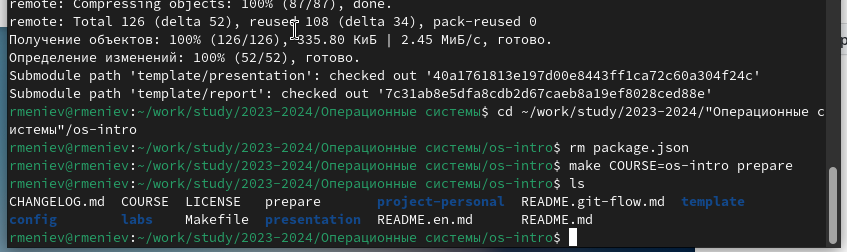 remote: Compressing objects: 100% (87/87), done.
remote: Total 126 (delta 52), reused 108 (delta 34), pack-reused 0
Получение объектов: 100% (126/126), 335.80 КиБ | 2.45 МиБ/с, готово.
Определение изменений: 100% (52/52), готово.
Submodule path 'template/presentation': checked out '40a1761813e197d00e8443ff1ca72c60a304f24c'
Submodule path 'template/report': checked out '7c31ab8e5dfa8cdb2d67caeb8a19ef8028ced88e'
rmeniev@rmeniev:~/work/study/2023-2024/Операционные системы$ cd ~/work/study/2023-2024/"Операционные с
истемы"/os-intro
rmeniev@rmeniev:~/work/study/2023-2024/Операционные системы/os-intro$ rm package.json
rmeniev@rmeniev:~/work/study/2023-2024/Операционные системы/os-intro$ make COURSE=os-intro prepare
rmeniev@rmeniev:~/work/study/2023-2024/Операционные системы/os-intro$ ls
CHANGELOG.md COURSE LICENSE prepare project-personal README.git-flow.md template
config labs Makefile presentation README.en.md README.md
rmeniev@rmeniev:~/work/study/2023-2024/Операционные системы/os-intro$